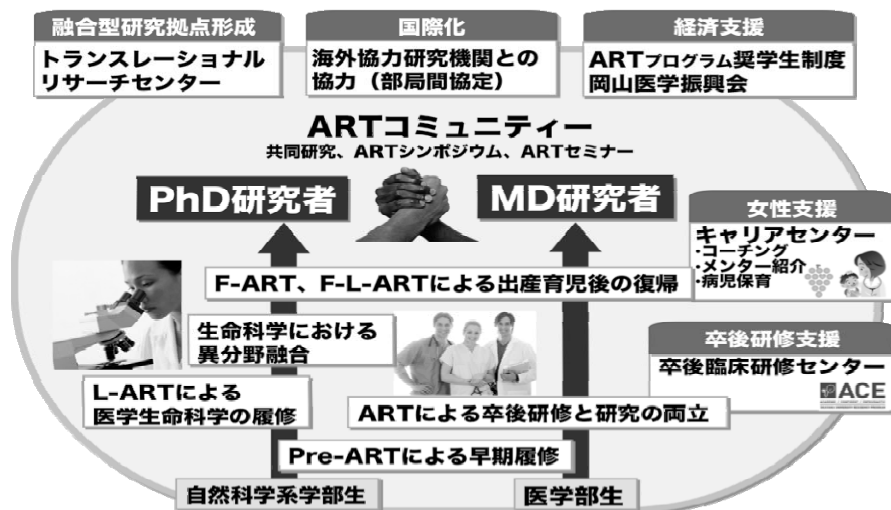 融合型研究拠点形成
トランスレーショナル
リサーチセンター
国際化
海外協力研究機関との
協力（部局間協定）
経済支援
ARTプログラム奨学生制度
岡山医学振興会
ARTコミュニティー
共同研究、ARTシンポジウム、ARTセミナー
PhD研究者
MD研究者
女性支援
キャリアセンター
・コーチング
・メンター紹介
・病児保育
F-ART、F-L-ARTによる出産育児後の復帰
生命科学における
異分野融合
卒後研修支援
卒後臨床研修センター
ACE
L-ARTによる
医学生命科学の履修
ARTによる卒後研修と研究の両立
Pre-ARTによる早期履修
自然科学系学部生
医学部生